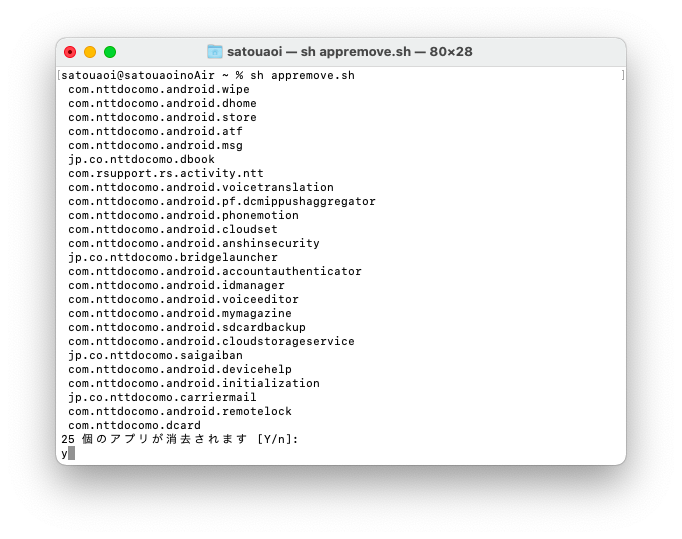 satouaoi — sh appremove.sh — 80×28
[satouaoi@satouaoinoAir ~ % sh appremove.sh ]
com.nttdocomo.android.wipe
com.nttdocomo.android.dhome
com.nttdocomo.android.store
com.nttdocomo.android.atf
com.nttdocomo.android.msg
jp.co.nttdocomo.dbook
com.rsupport.rs.activity.ntt
com.nttdocomo.android.voicetranslation
com.nttdocomo.android.pf.dcmippushaggregator
com.nttdocomo.android.phonemotion
com.nttdocomo.android.cloudset
com.nttdocomo.android.anshinsecurity
jp.co.nttdocomo.bridgelauncher
com.nttdocomo.android.accountauthenticator
com.nttdocomo.android.idmanager
com.nttdocomo.android.voiceeditor
com.nttdocomo.android.mymagazine
com.nttdocomo.android.sdcardbackup
com.nttdocomo.android.cloudstorageservice
jp.co.nttdocomo.saigaiban
com.nttdocomo.android.devicehelp
com.nttdocomo.android.initialization
jp.co.nttdocomo.carriermail
com.nttdocomo.android.remotelock
com.nttdocomo.dcard
25 個のアプリが消去されます [Y/n]:
y